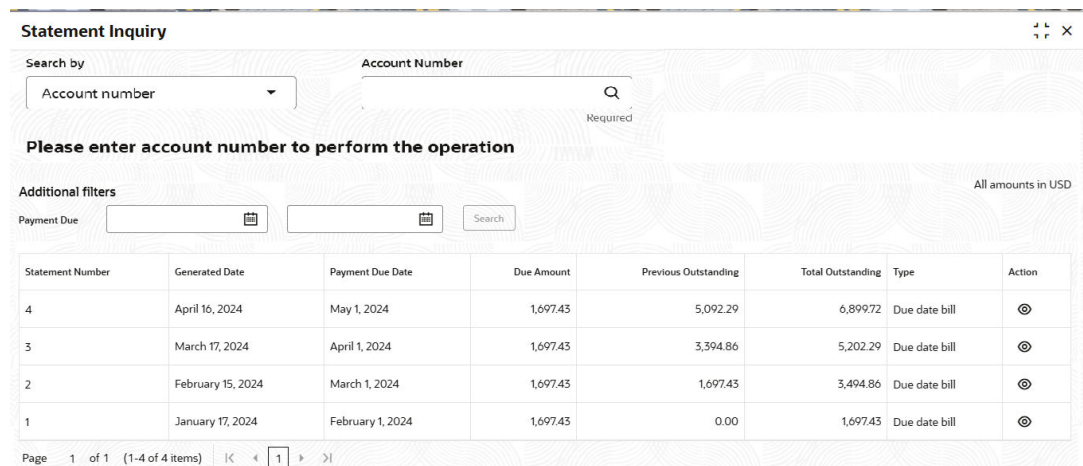 Statement Inquiry
Search by Account Number
Account number
Required
Please enter account number to perform the operation
All amounts in USD
Additional filters
Payment Due Search
Statement Number Generated Date Payment Due Date Due Amount Previous Outstanding Total Outstanding Type Action
4 April 16, 2024 May 1, 2024 1,697.43 5,092.29 6,899.72 Due date bill
3 March 17, 2024 April 1, 2024 1,697.43 3,394.86 5,202.29 Due date bill
2 February 15, 2024 March 1, 2024 1,697.43 1,697.43 3,494.86 Due date bill
1 January 17, 2024 February 1, 2024 1,697.43 0.00 1,697.43 Due date bill
Page 1 of 1 (1-4 of 4 items) 1